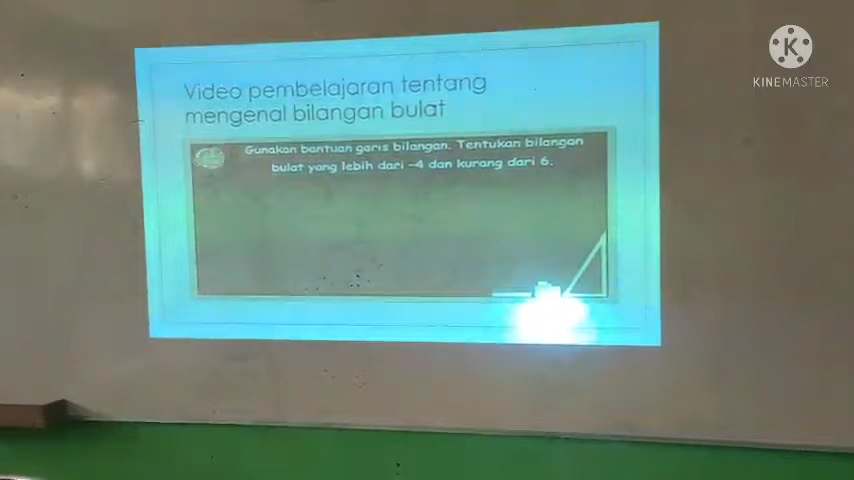 KINEMASTER
Video pembelajaran tentang
mengenal bilangan bulat
Gunakan bantuan garis bilangan. Tentukan bilangan
bulat yang lebih dari -4 dan kurang dari 6.